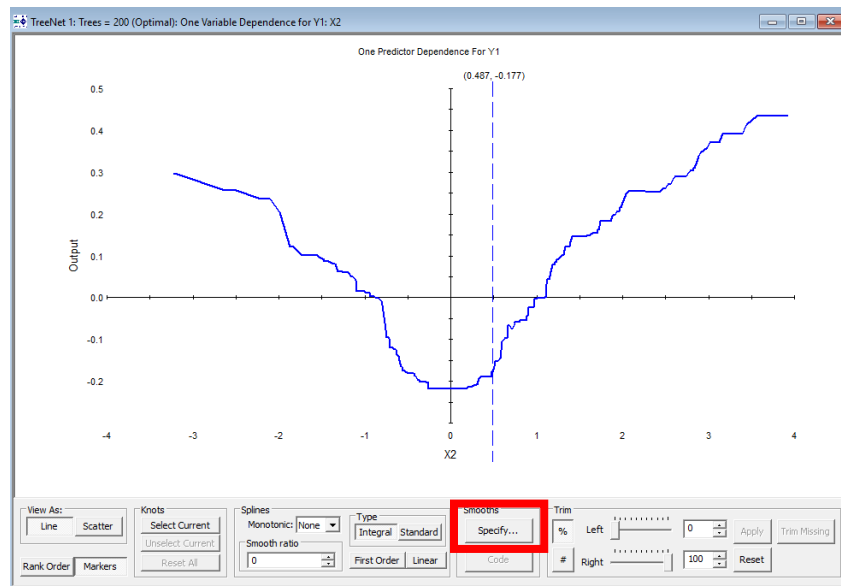 TreeNet 1: Trees = 200 (Optimal): One Variable Dependence for Y1: X2
One Predictor Dependence For Y1
(0.487, -0.177)
0.5
0.4
0.3
0.2
0.1
0.0
-0.1
-0.2
Output
-4 -3 -2 -1 0 1 2 3 4
X2
View As:
Line Scatter
Rank Order Markers
Knots
Select Current
Unselect Current
Reset All
Splines
Monotonic: None
Smooth ratio
0
Type
Integral Standard
First Order Linear
Smooths
Specify...
Code
Trim
% Left 0 Apply Trim Missing
# Right 100 Reset